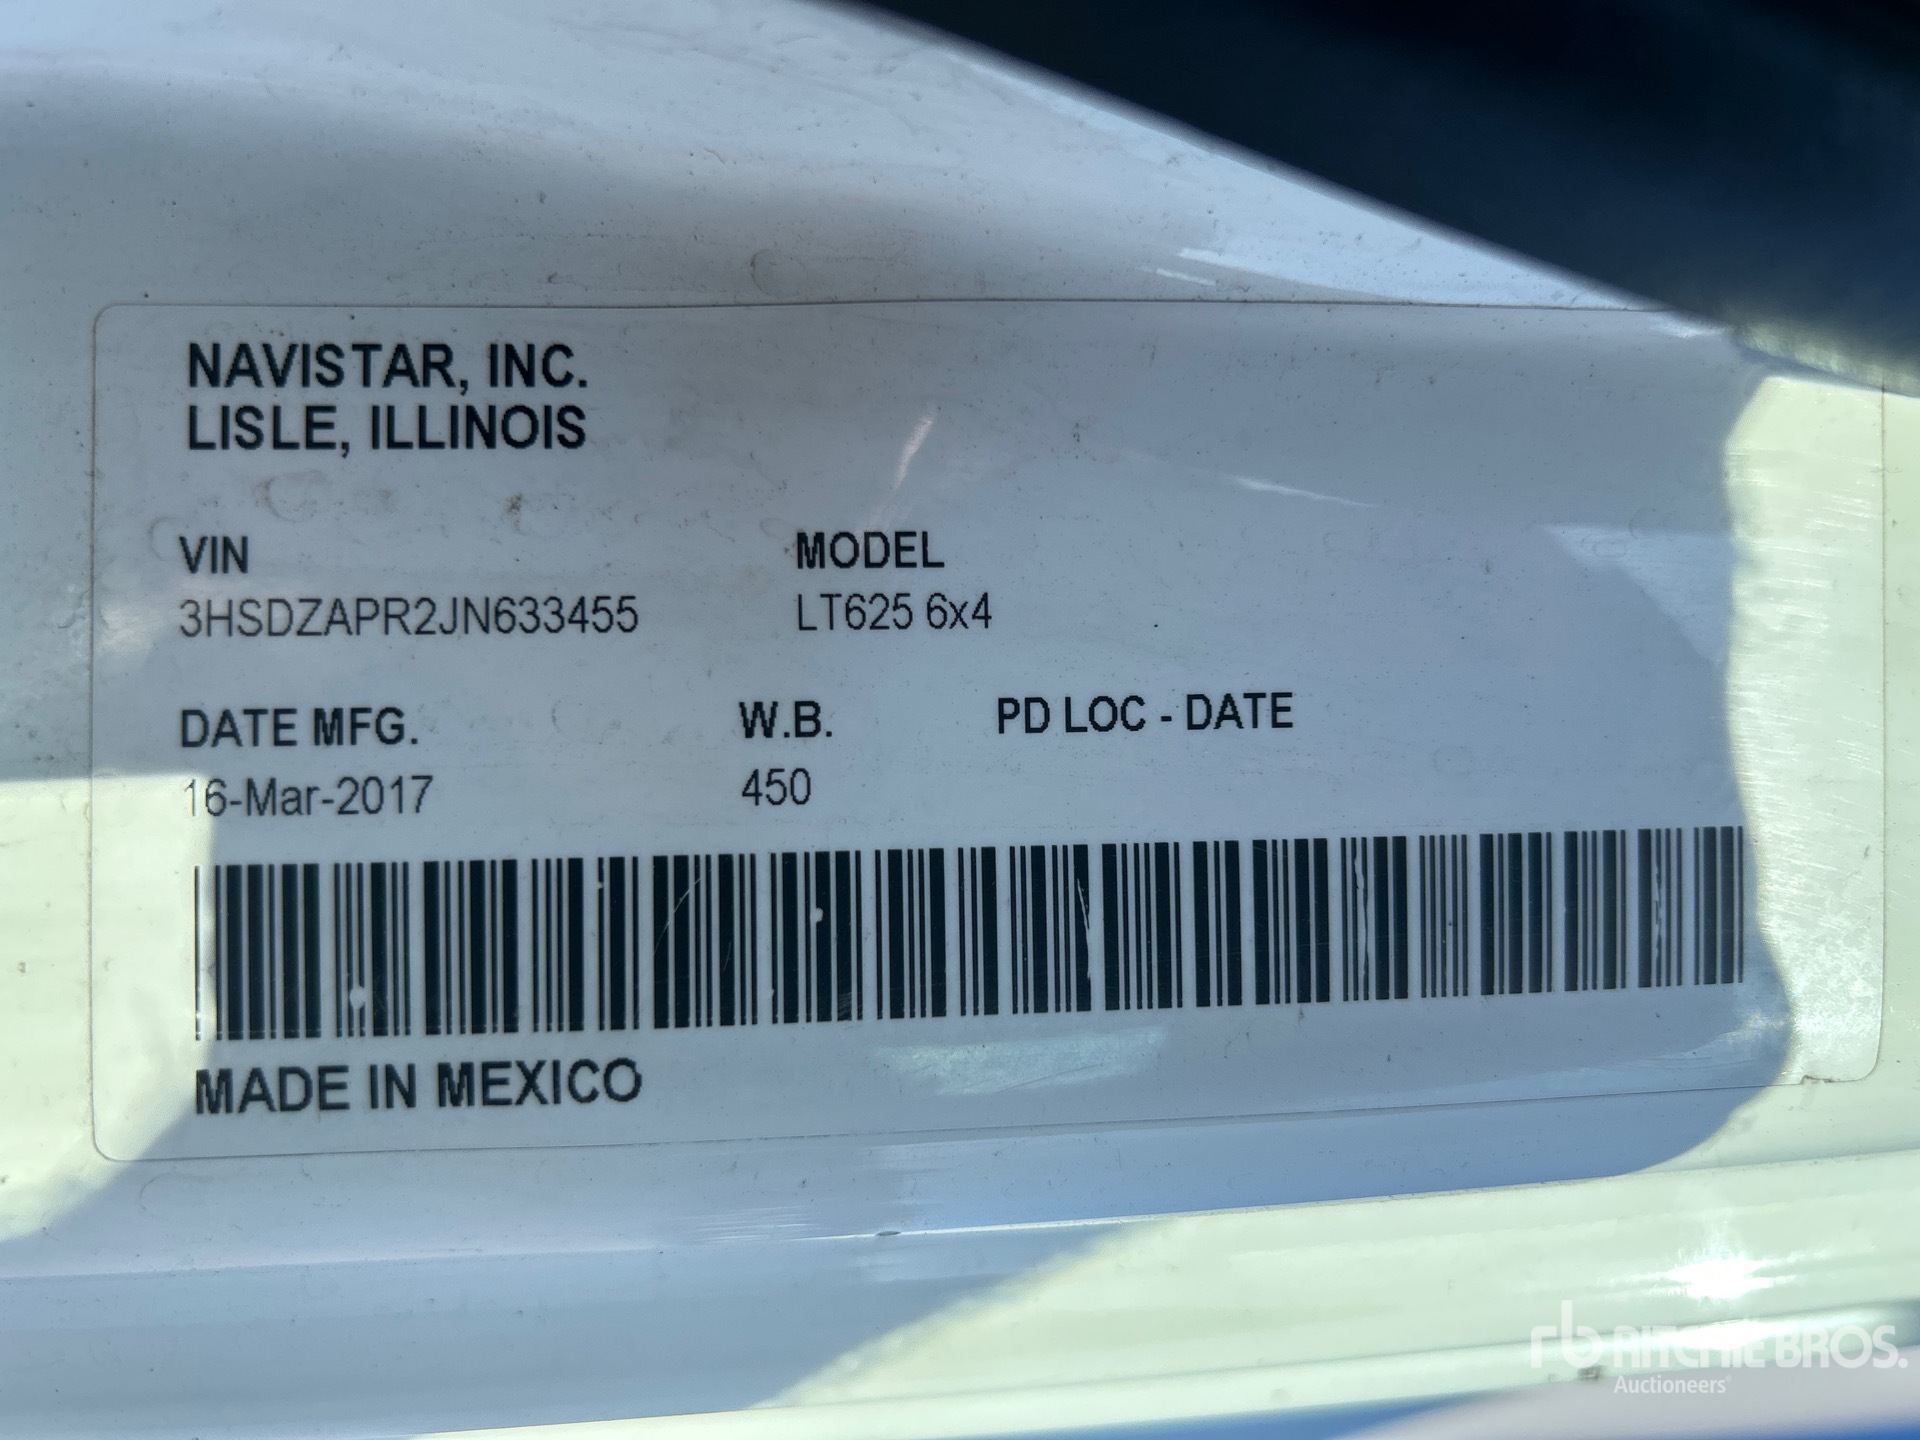 NAVISTAR, INC.
LISLE, ILLINOIS
VIN MODEL
3HSDZAPR2JN633455 LT625 6x4
DATE MFG. W.B. PD LOC - DATE
16-Mar-2017 450
MADE IN MEXICO
rb RITCHIE BROS.
Auctioneers